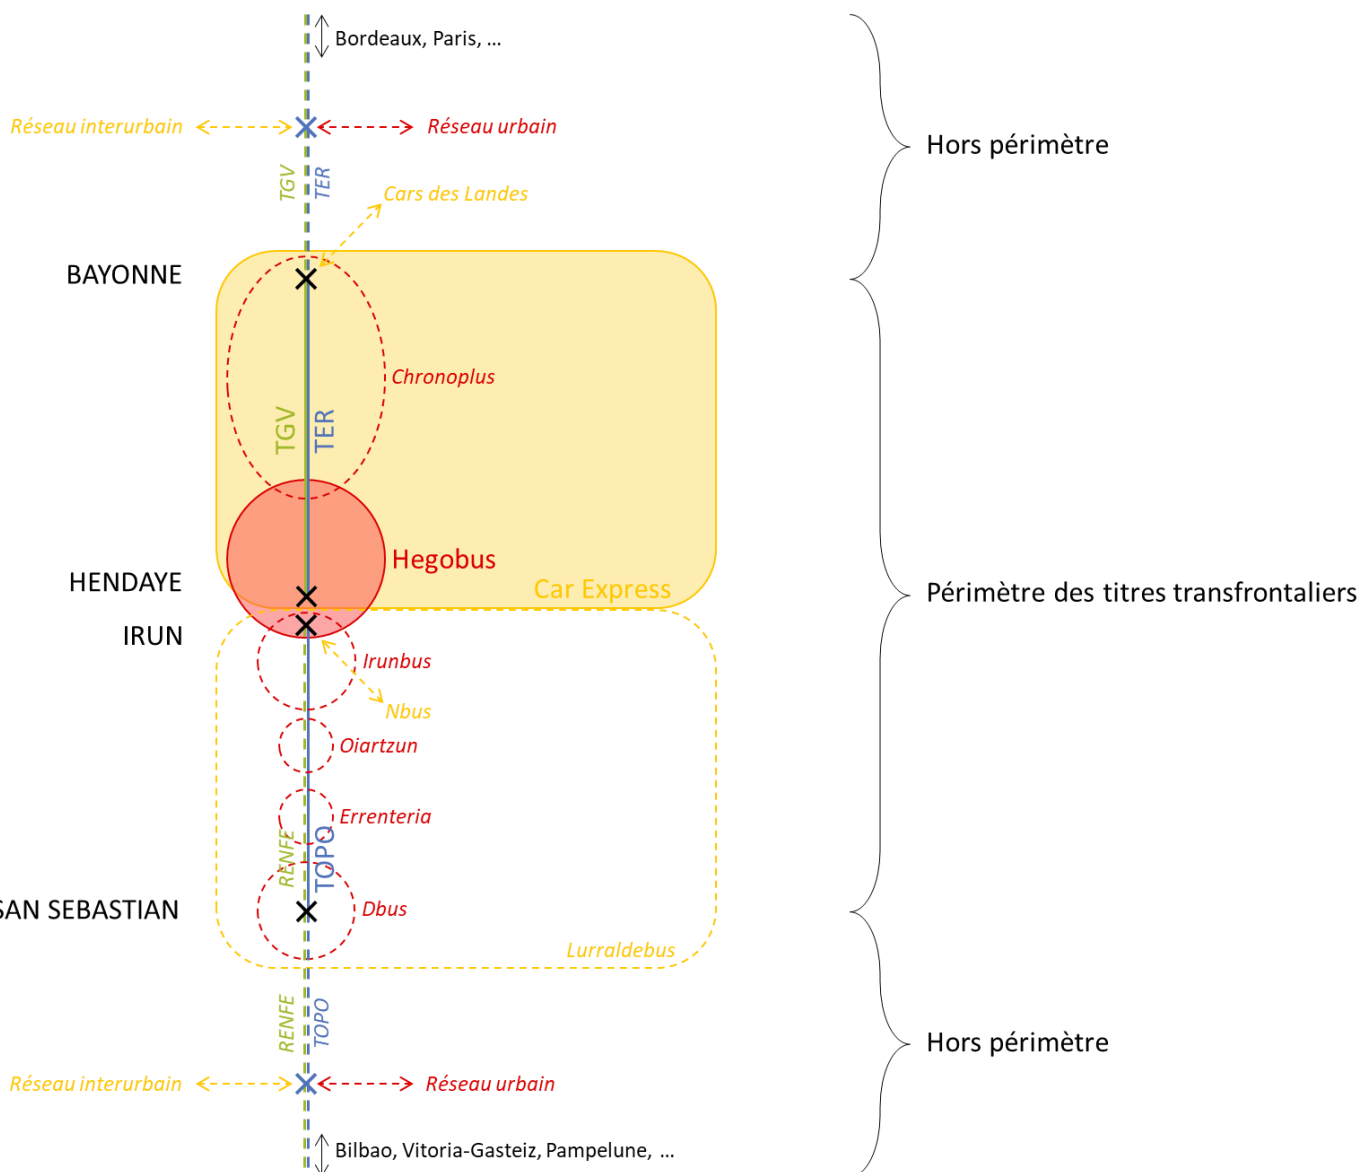 Bordeaux, Paris, ...
Réseau interurbain
Réseau urbain
Hors périmètre
TGV
TER
Cars des Landes
BAYONNE
Chronoplus
TGV
TER
Hegobus
HENDAYE
Car Express
Périmètre des titres transfrontaliers
IRUN
Irunbus
Nbus
Oiartzun
Errenteria
RENFE
TOPO
SAN SEBASTIAN
Dbus
Lurraldebus
RENFE
TOPO
Hors périmètre
Réseau interurbain
Réseau urbain
Bilbao, Vitoria-Gasteiz, Pampelune, ...